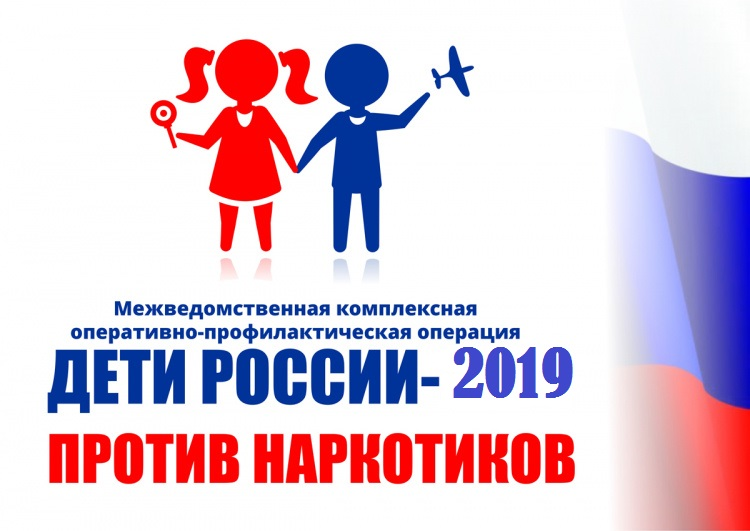 Межведомственная комплексная
оперативно-профилактическая операция
ДЕТИ РОССИИ- 2019
ПРОТИВ НАРКОТИКОВ